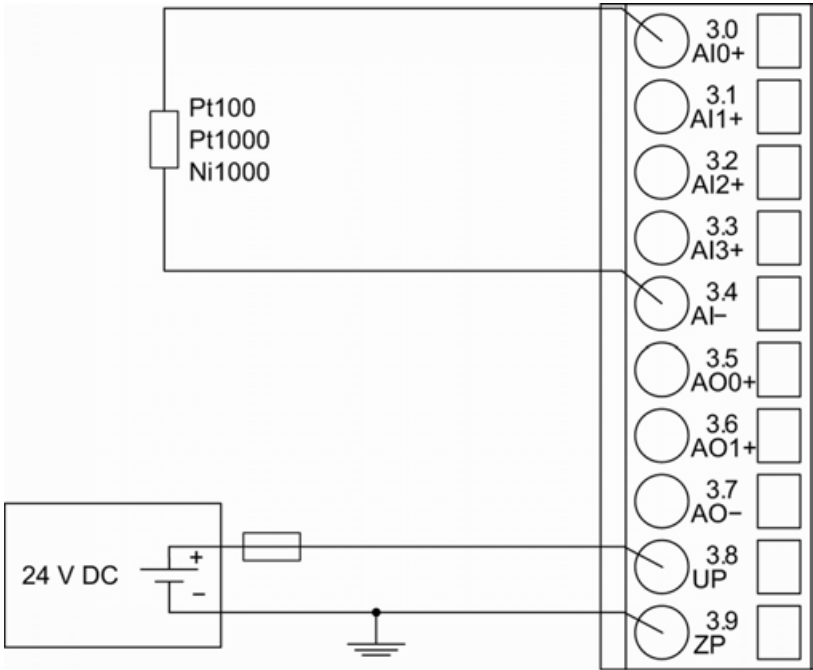 3.0
AI0+
3.1
AI1+
Pt100
Pt1000
Ni1000
3.2
AI2+
3.3
AI3+
3.4
AI–
3.5
AO0+
3.6
AO1+
3.7
AO–
24 V DC
+
–
3.8
UP
3.9
ZP